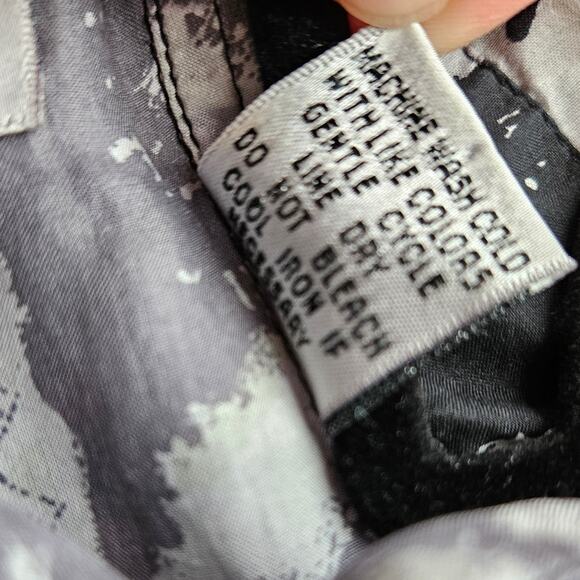 MACHINE WASH COLD
WITH LIKE COLORS
GENTLE CYCLE
LINE DRY
DO NOT BLEACH
COOL IRON IF
NECESSARY